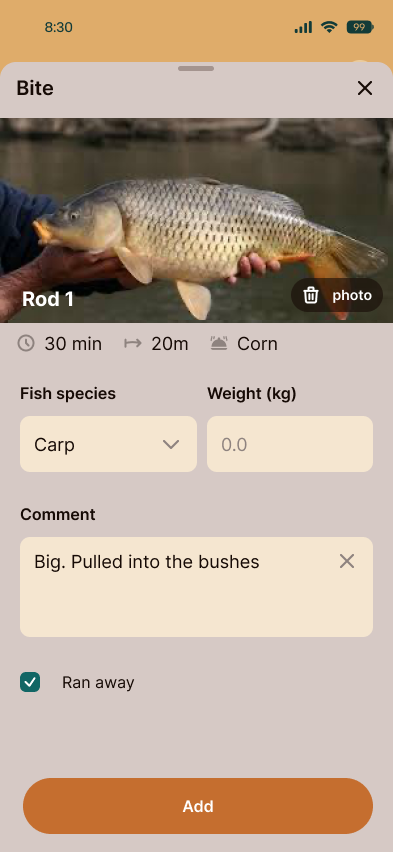 8:30
99
Bite
Rod 1
photo
30 min
20m
Corn
Fish species
Weight (kg)
Carp
0.0
Comment
Big. Pulled into the bushes
Ran away
Add